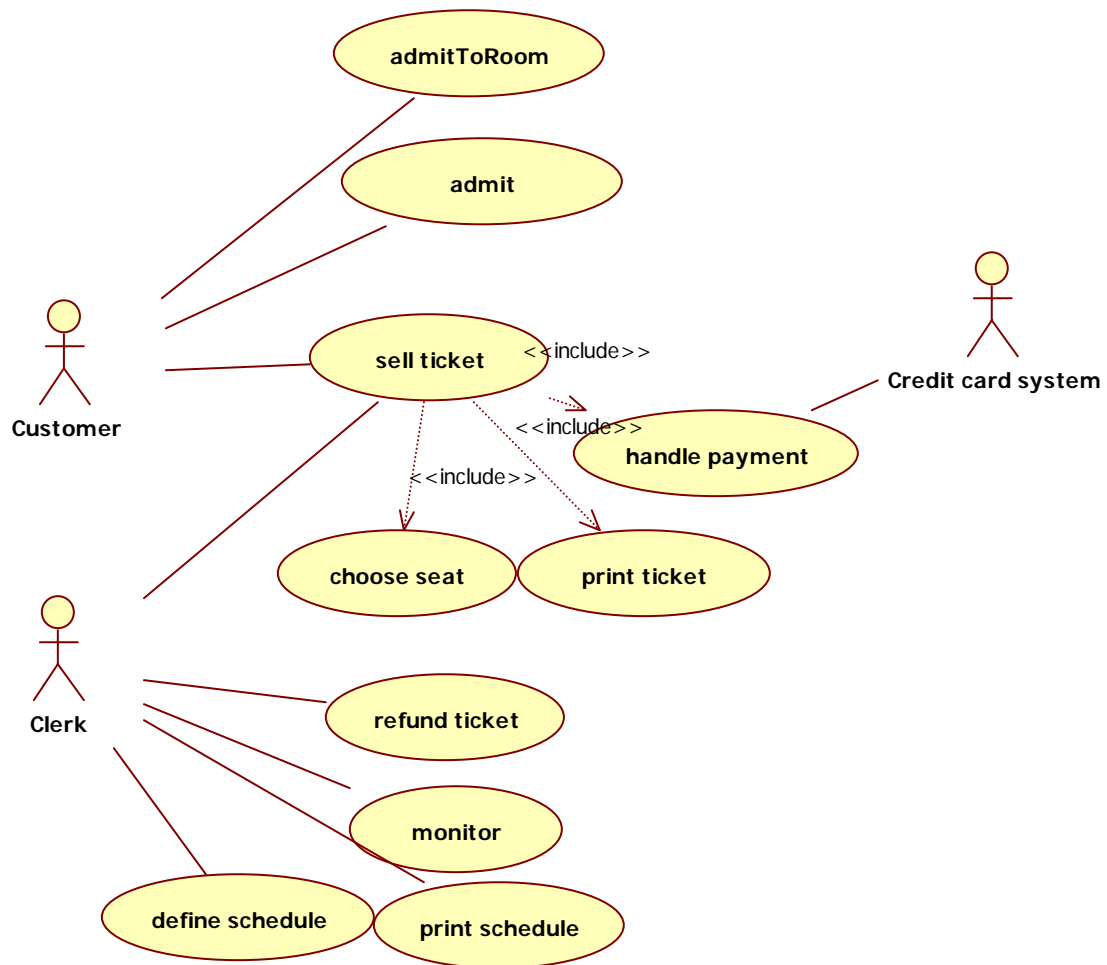 admitToRoom
admit
sell ticket
<<include>>
Credit card system
Customer
<<include>>
handle payment
<<include>>
choose seat
print ticket
refund ticket
Clerk
monitor
define schedule
print schedule